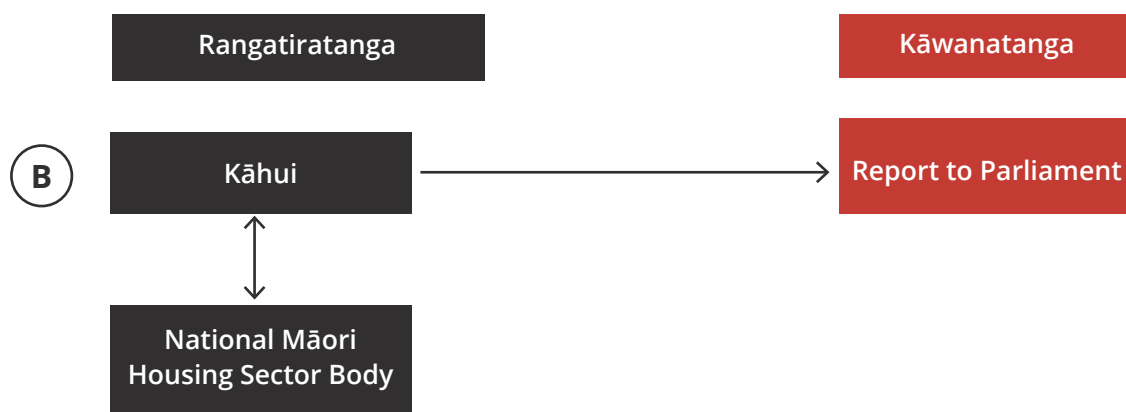 Rangatiratanga
Kāwanatanga
B
Kāhui
Report to Parliament
National Māori
Housing Sector Body